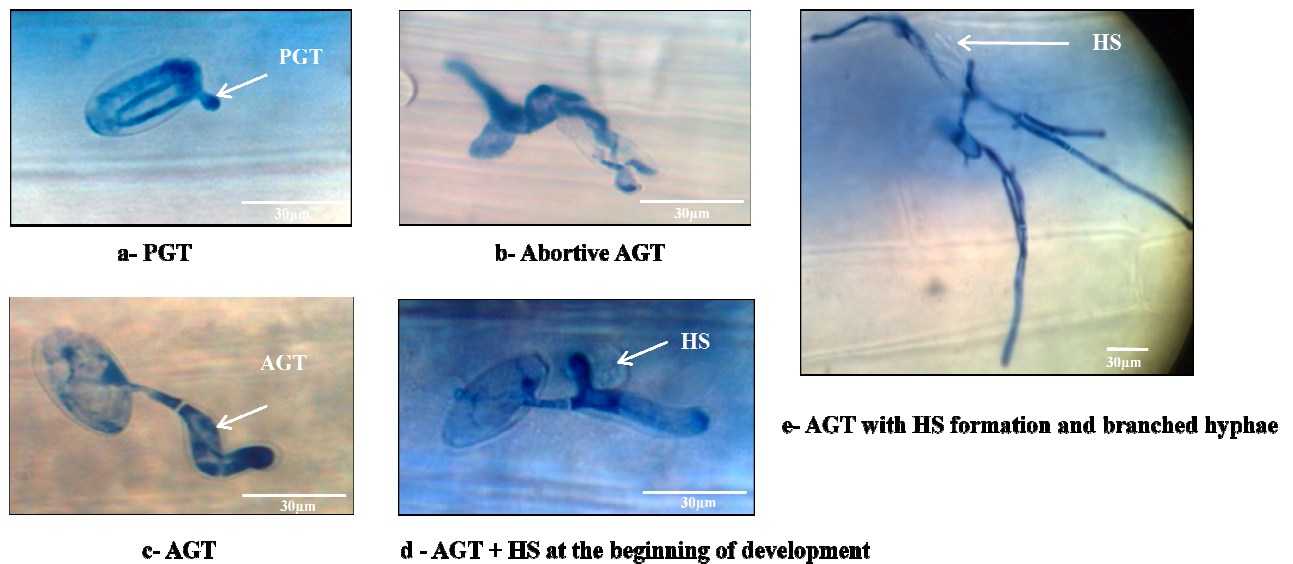 PGT
30μm
a- PGT
30μm
b- Abortive AGT
HS
30μm
e- AGT with HS formation and branched hyphae
AGT
30μm
c- AGT
HS
30μm
d - AGT + HS at the beginning of development